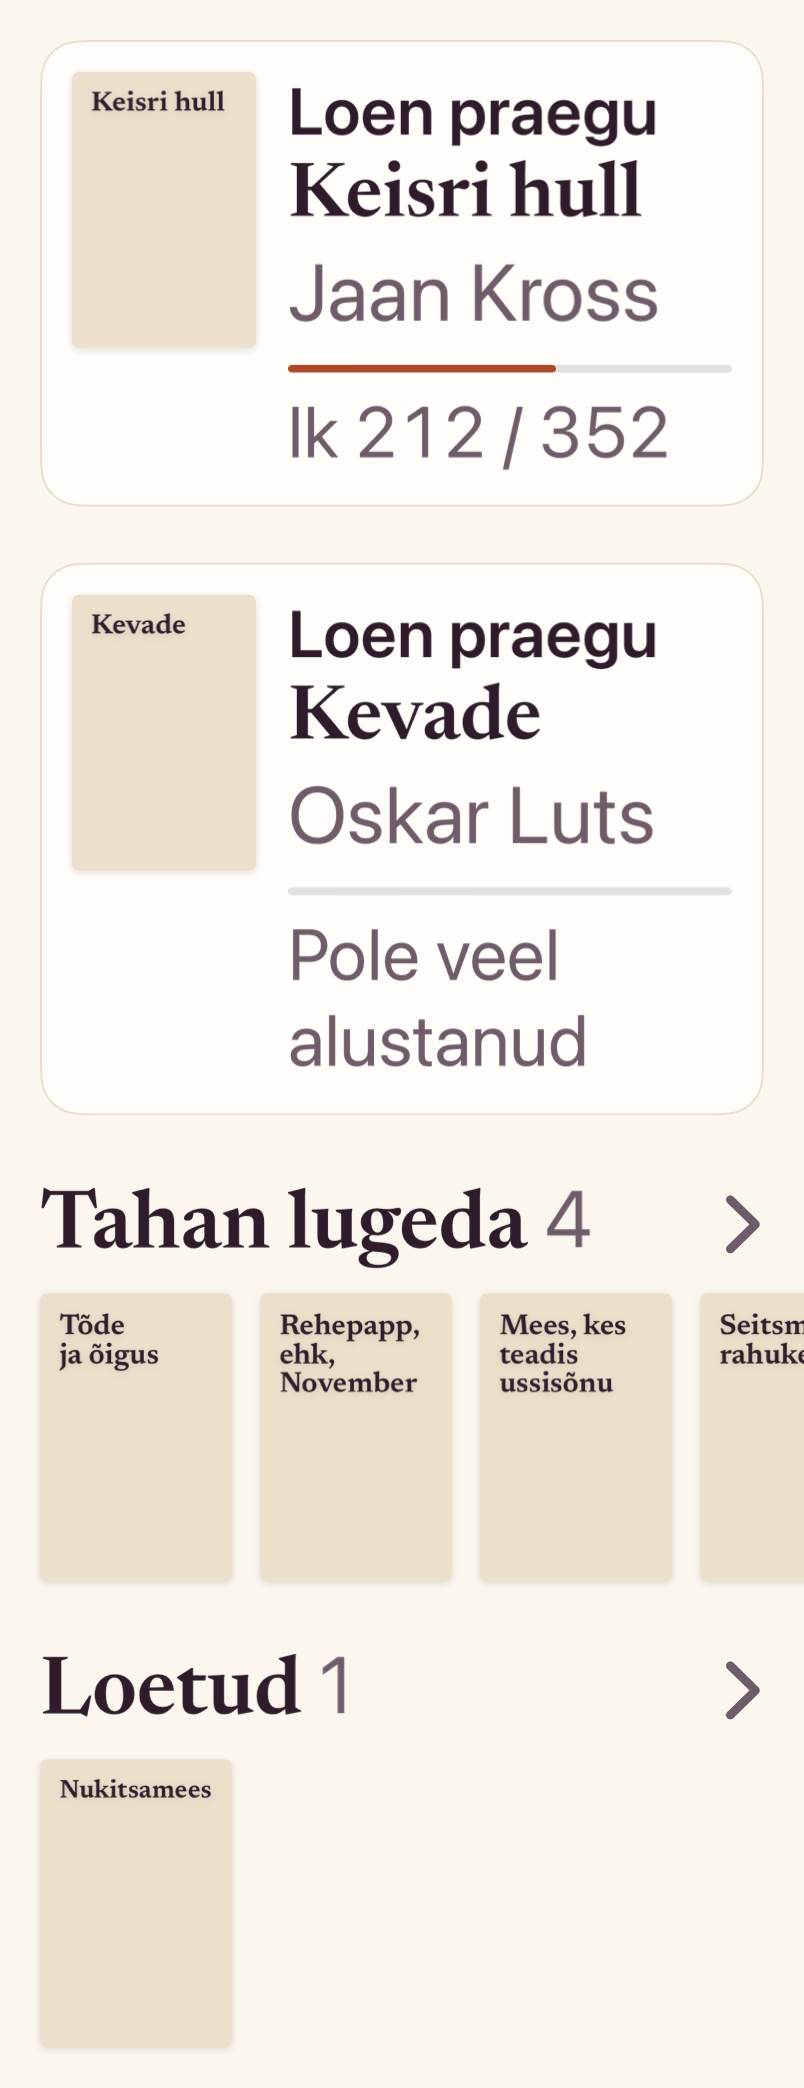 Keisri hull
Loen praegu
Keisri hull
Jaan Kross
lk 212 / 352
Kevade
Loen praegu
Kevade
Oskar Luts
Pole veel
alustanud
Tahan lugeda 4
Tõde
ja õigus
Rehepapp,
ehk,
November
Mees, kes
teadis
ussisõnu
Loetud 1
Nukitsamees